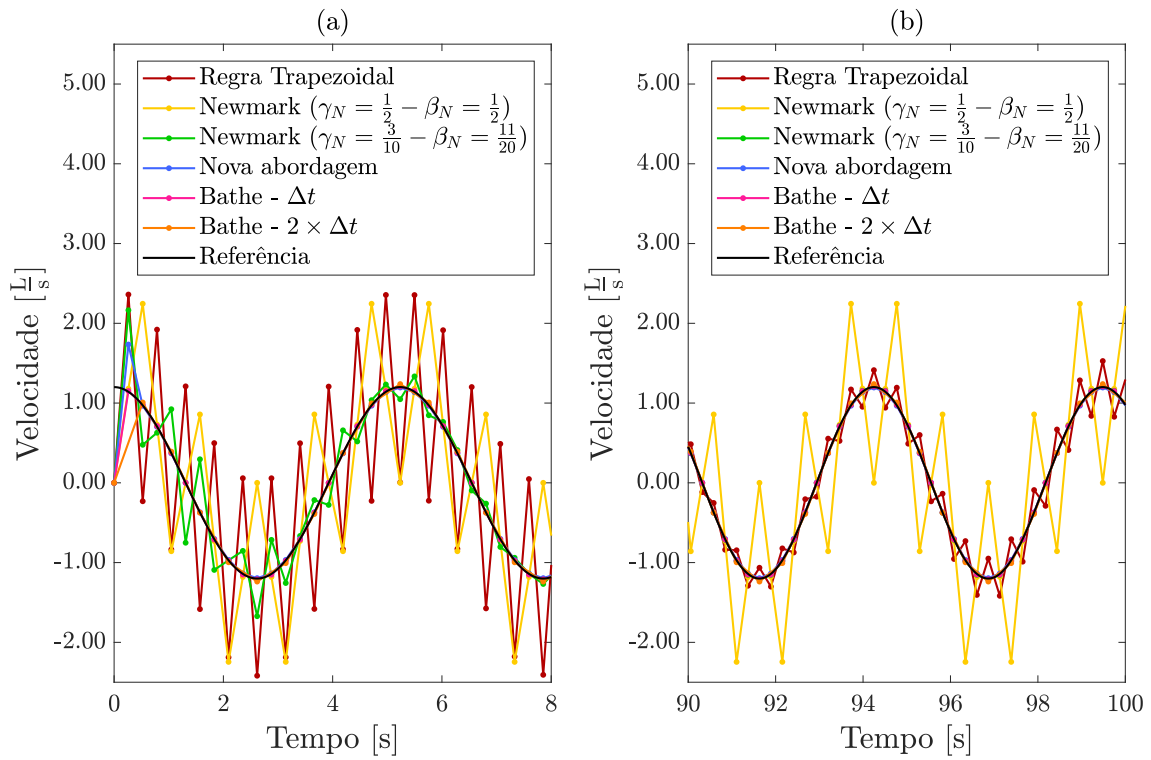 (a)
Regra Trapezoidal
Newmark (γ_N = 1/2 − β_N = 1/2)
Newmark (γ_N = 3/10 − β_N = 11/20)
Nova abordagem
Bathe - Δt
Bathe - 2 × Δt
Referência
Velocidade [L/s]
5.00
4.00
3.00
2.00
1.00
0.00
-1.00
-2.00
0 2 4 6 8
Tempo [s]
(b)
Regra Trapezoidal
Newmark (γ_N = 1/2 − β_N = 1/2)
Newmark (γ_N = 3/10 − β_N = 11/20)
Nova abordagem
Bathe - Δt
Bathe - 2 × Δt
Referência
Velocidade [L/s]
5.00
4.00
3.00
2.00
1.00
0.00
-1.00
-2.00
90 92 94 96 98 100
Tempo [s]